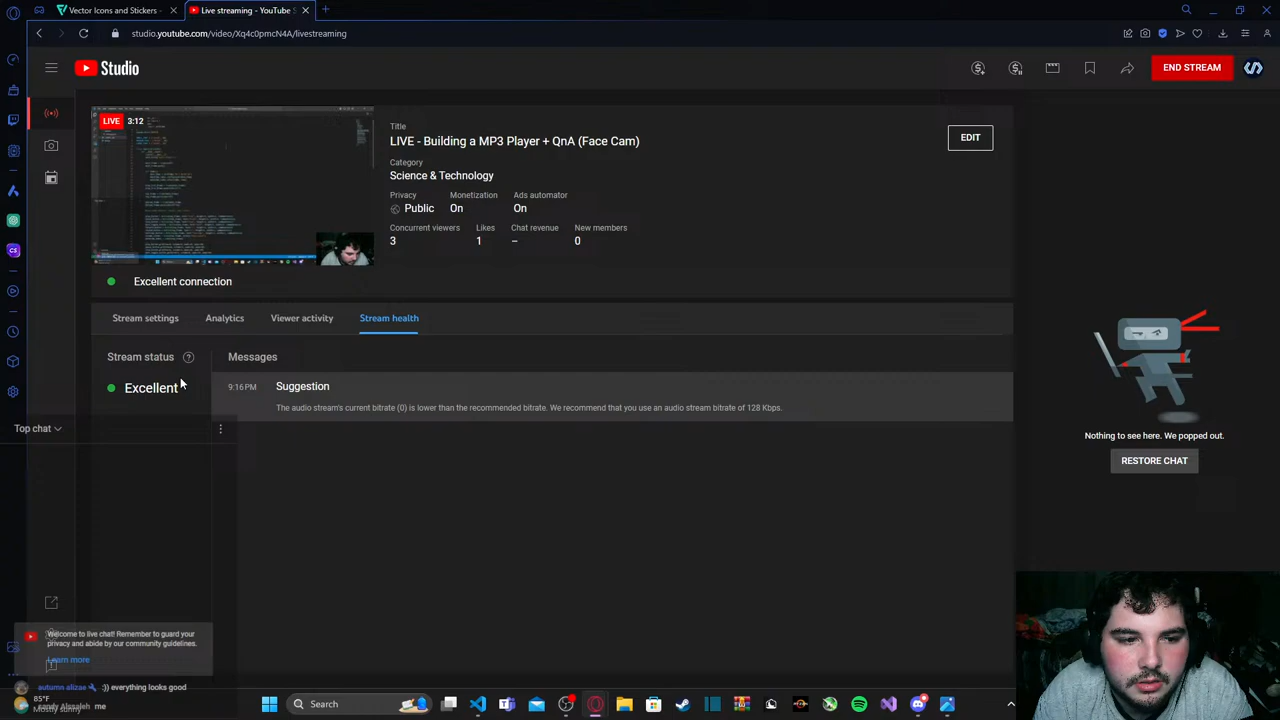 Vector Icons and Stickers -
Live streaming - YouTube S
studio.youtube.com/video/Xq4c0pmcN4A/livestreaming
Studio
END STREAM
LIVE 3:12
Title
LIVE - Building a MP3 Player + QnA (Face Cam)
EDIT
Category
Science & Technology
Privacy Monetization Ads automator
Public On On
Chat revenue New members
3 1 - 0
Excellent connection
Stream settings Analytics Viewer activity Stream health
Stream status Messages
9:16 PM Suggestion
Excellent
The audio stream's current bitrate (0) is lower than the recommended bitrate. We recommend that you use an audio stream bitrate of 128 Kbps.
Top chat
Nothing to see here. We popped out.
RESTORE CHAT
Welcome to live chat! Remember to guard your
privacy and abide by our community guidelines.
Learn more
autumn alizae :)) everything looks good
85°F
Mostly sunny
me
Search